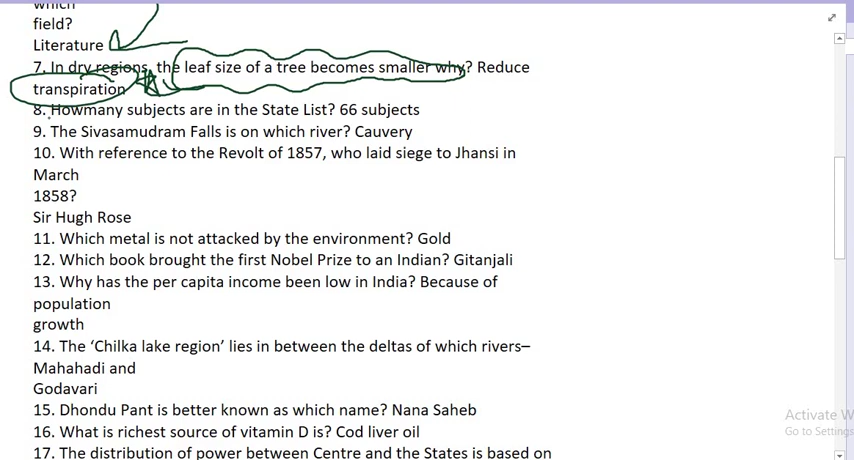 which
field?
Literature
7. In dry regions, the leaf size of a tree becomes smaller why? Reduce
transpiration
8. Howmany subjects are in the State List? 66 subjects
9. The Sivasamudram Falls is on which river? Cauvery
10. With reference to the Revolt of 1857, who laid siege to Jhansi in
March
1858?
Sir Hugh Rose
11. Which metal is not attacked by the environment? Gold
12. Which book brought the first Nobel Prize to an Indian? Gitanjali
13. Why has the per capita income been low in India? Because of
population
growth
14. The ‘Chilka lake region’ lies in between the deltas of which rivers–
Mahahadi and
Godavari
15. Dhondu Pant is better known as which name? Nana Saheb
16. What is richest source of vitamin D is? Cod liver oil
17. The distribution of power between Centre and the States is based on
Activate W
Go to Settings